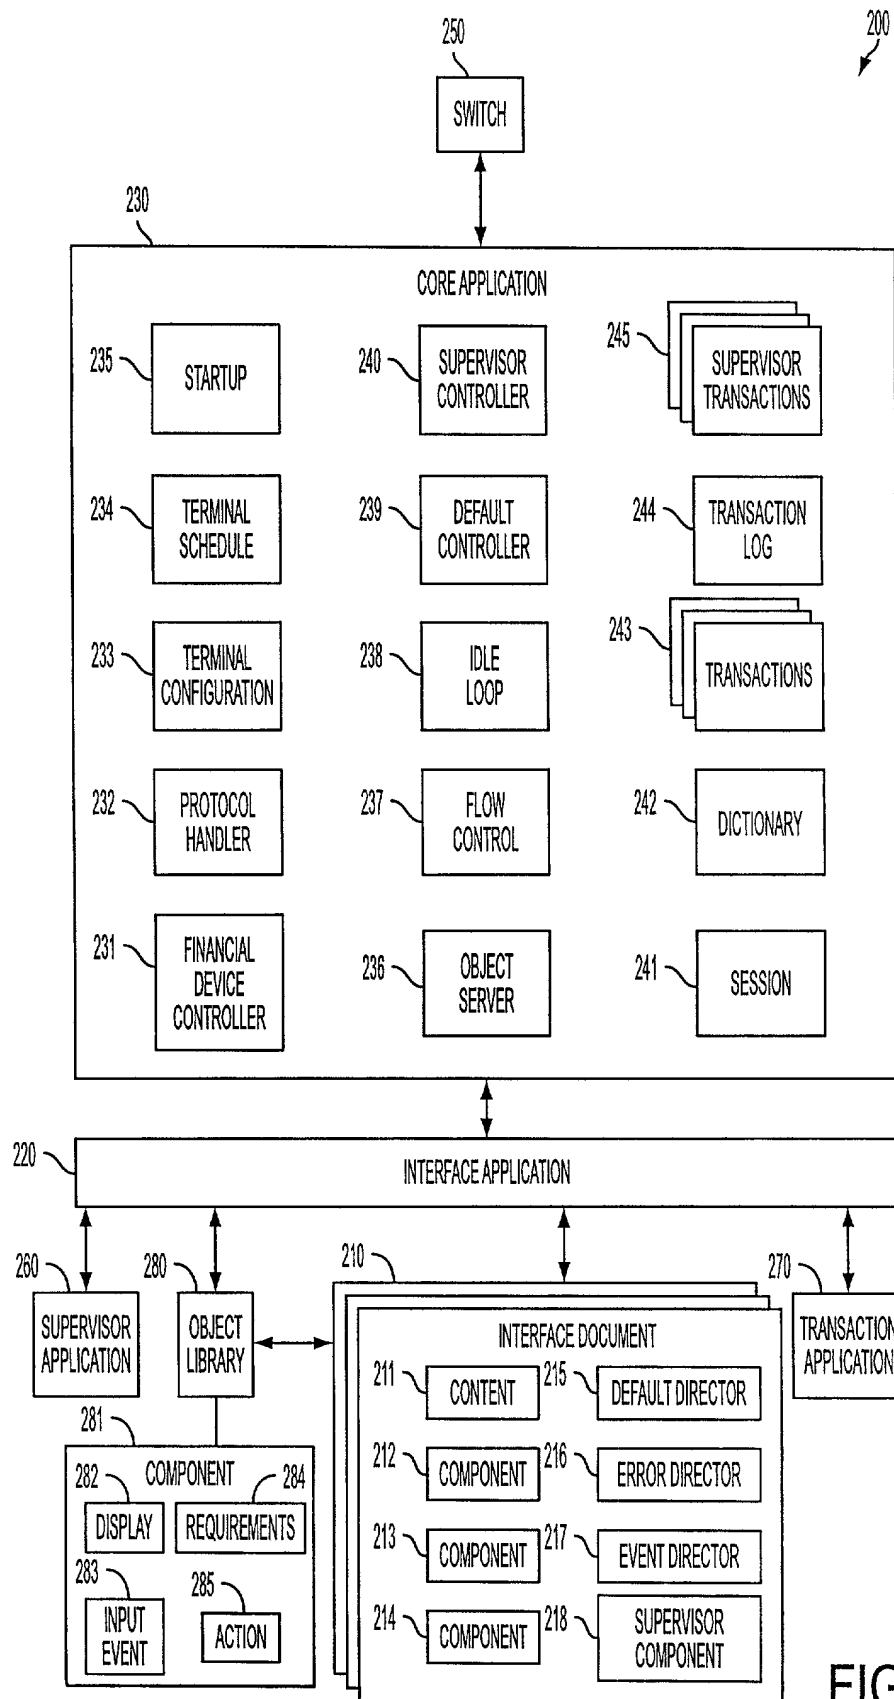 200
250
SWITCH
230
CORE APPLICATION
235
STARTUP
240
SUPERVISOR
CONTROLLER
245
SUPERVISOR
TRANSACTIONS
234
TERMINAL
SCHEDULE
239
DEFAULT
CONTROLLER
244
TRANSACTION
LOG
233
TERMINAL
CONFIGURATION
238
IDLE
LOOP
243
TRANSACTIONS
232
PROTOCOL
HANDLER
237
FLOW
CONTROL
242
DICTIONARY
231
FINANCIAL
DEVICE
CONTROLLER
236
OBJECT
SERVER
241
SESSION
220
INTERFACE APPLICATION
260
SUPERVISOR
APPLICATION
280
OBJECT
LIBRARY
210
INTERFACE DOCUMENT
270
TRANSACTION
APPLICATION
211
CONTENT
215
DEFAULT DIRECTOR
212
COMPONENT
216
ERROR DIRECTOR
213
COMPONENT
217
EVENT DIRECTOR
214
COMPONENT
218
SUPERVISOR
COMPONENT
281
COMPONENT
282
DISPLAY
284
REQUIREMENTS
283
INPUT
EVENT
285
ACTION
FIG